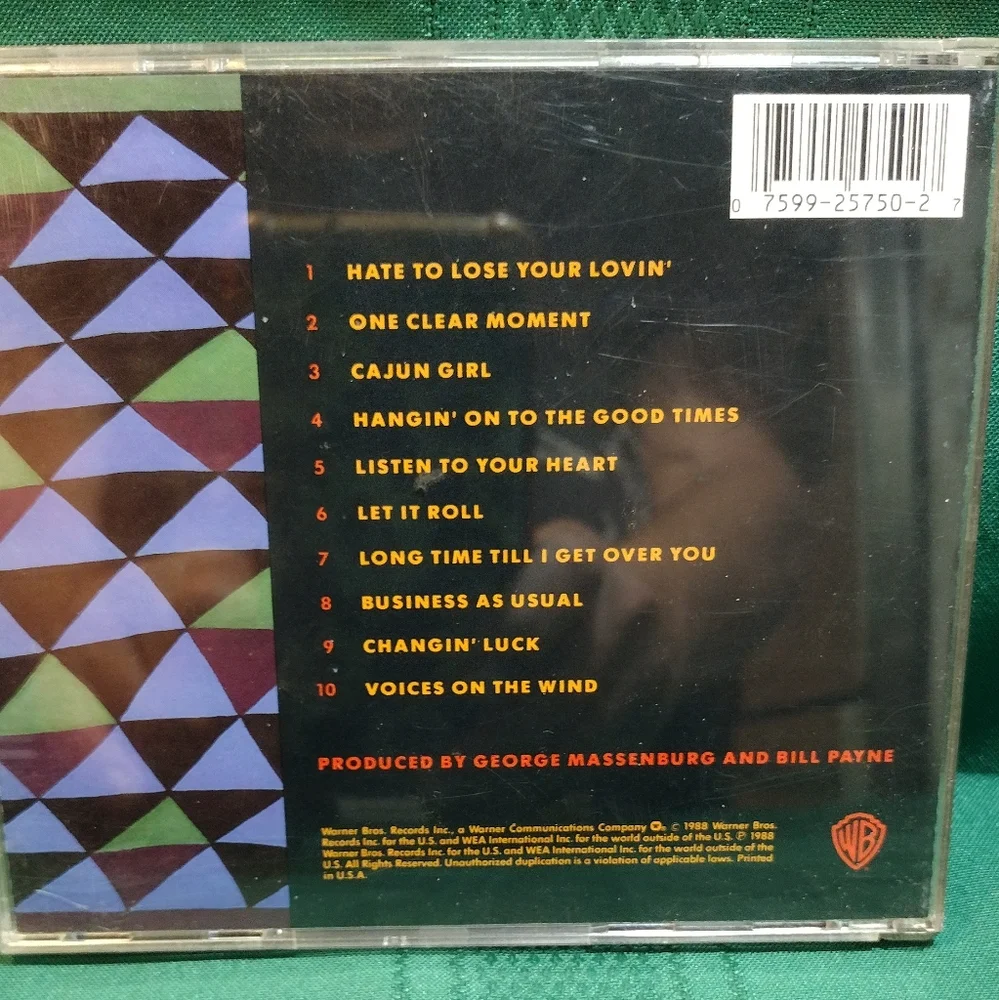 0 7599-25750-2 7
1 HATE TO LOSE YOUR LOVIN'
2 ONE CLEAR MOMENT
3 CAJUN GIRL
4 HANGIN' ON TO THE GOOD TIMES
5 LISTEN TO YOUR HEART
6 LET IT ROLL
7 LONG TIME TILL I GET OVER YOU
8 BUSINESS AS USUAL
9 CHANGIN' LUCK
10 VOICES ON THE WIND
PRODUCED BY GEORGE MASSENBURG AND BILL PAYNE
Warner Bros. Records Inc., a Warner Communications Company © 1988 Warner Bros.
Records Inc. for the U.S. and WEA International Inc. for the world outside of the U.S. ℗ 1988
Warner Bros. Records Inc. for the U.S. and WEA International Inc. for the world outside of the
U.S. All Rights Reserved. Unauthorized duplication is a violation of applicable laws. Printed
in U.S.A.
WB